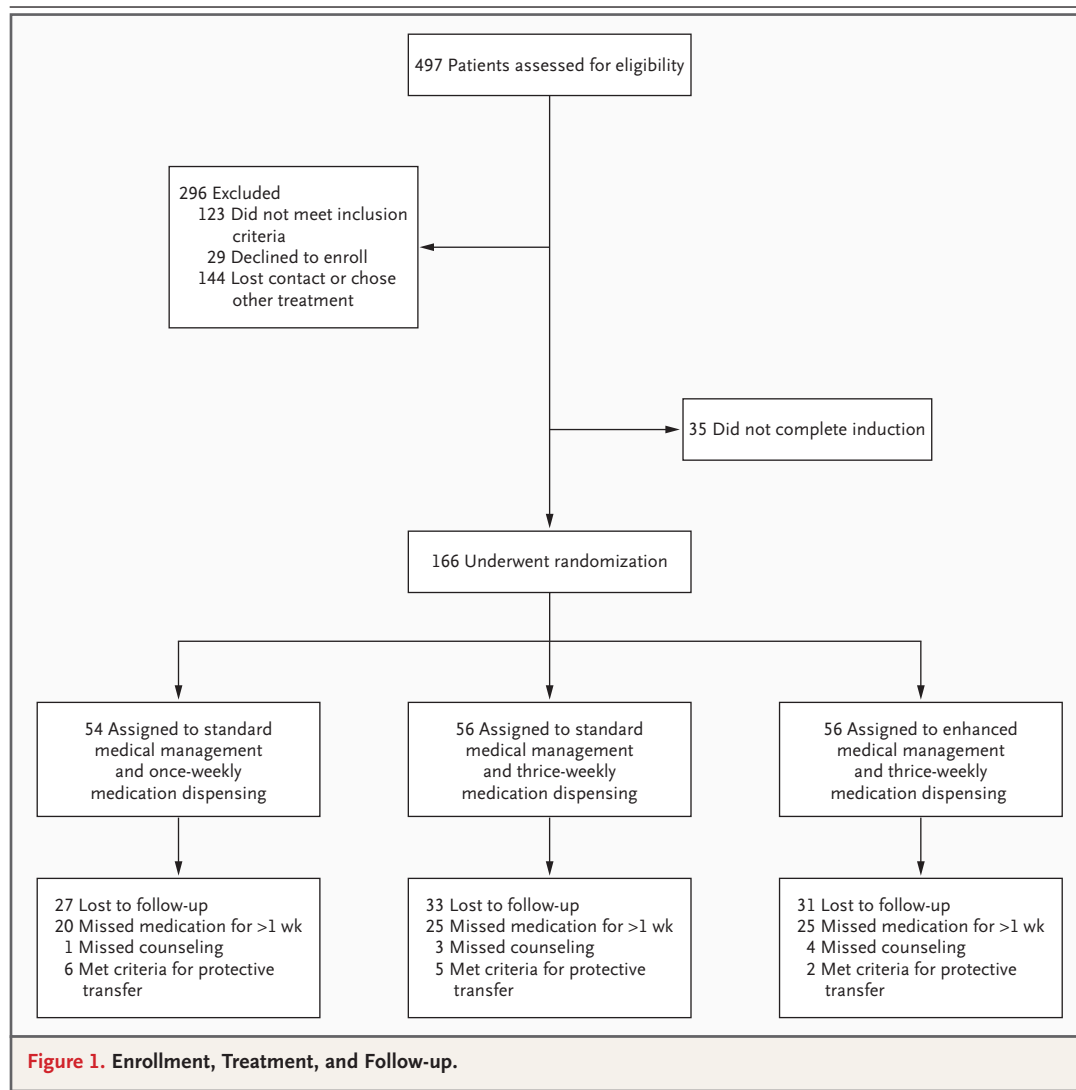 497 Patients assessed for eligibility
296 Excluded
123 Did not meet inclusion
criteria
29 Declined to enroll
144 Lost contact or chose
other treatment
35 Did not complete induction
166 Underwent randomization
54 Assigned to standard
medical management
and once-weekly
medication dispensing
56 Assigned to standard
medical management
and thrice-weekly
medication dispensing
56 Assigned to enhanced
medical management
and thrice-weekly
medication dispensing
27 Lost to follow-up
20 Missed medication for >1 wk
1 Missed counseling
6 Met criteria for protective
transfer
33 Lost to follow-up
25 Missed medication for >1 wk
3 Missed counseling
5 Met criteria for protective
transfer
31 Lost to follow-up
25 Missed medication for >1 wk
4 Missed counseling
2 Met criteria for protective
transfer
Figure 1. Enrollment, Treatment, and Follow-up.